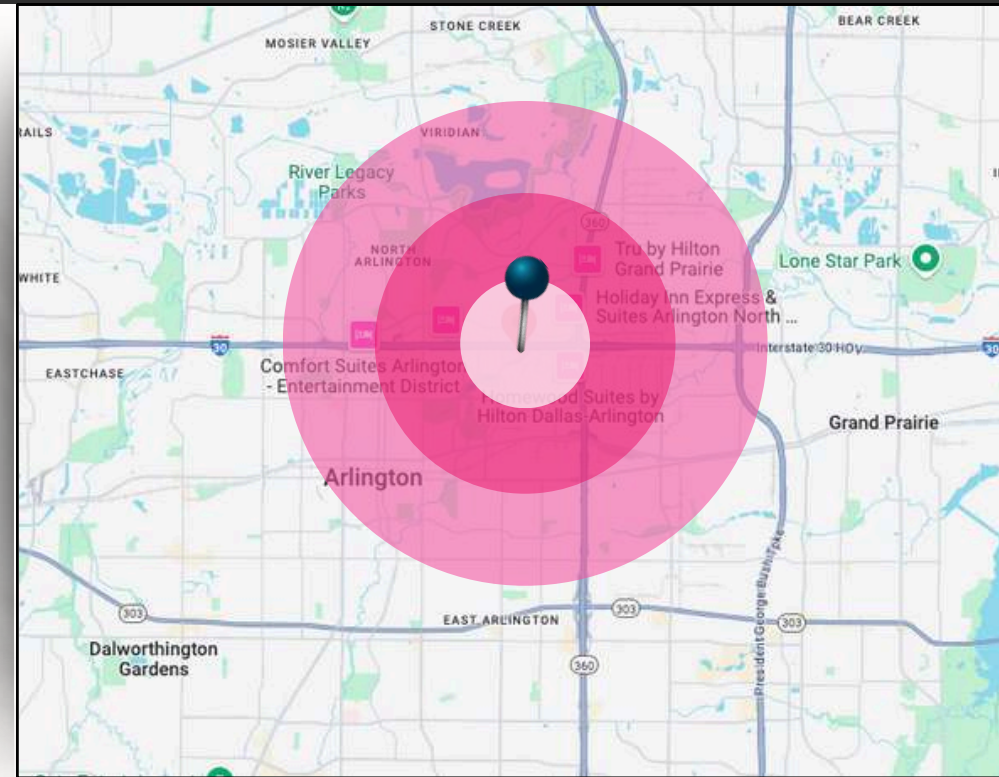 STONE CREEK
BEAR CREEK
MOSIER VALLEY
RAILS
VIRIDIAN
River Legacy
Parks
360
NORTH
ARLINGTON
Tru by Hilton
Grand Prairie
Lone Star Park
WHITE
Holiday Inn Express &
Suites Arlington North ...
30
Interstate 30 HOV
30
Comfort Suites Arlington
- Entertainment District
EASTCHASE
Homewood Suites by
Hilton Dallas-Arlington
Grand Prairie
Arlington
President George Bush Tpke
303
303
EAST ARLINGTON
303
Dalworthington
Gardens
360